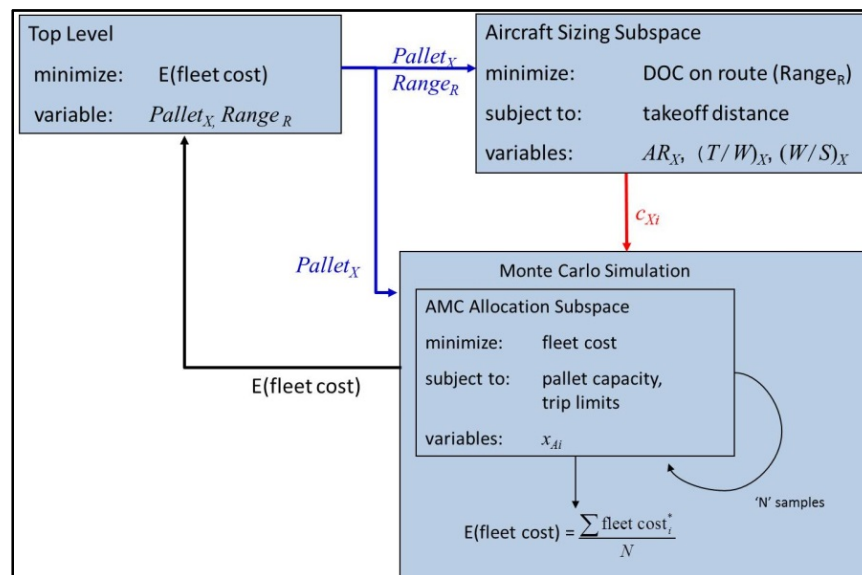 Top Level
minimize: E(fleet cost)
variable: Pallet_X, Range_R
Pallet_X
Range_R
Aircraft Sizing Subspace
minimize: DOC on route (Range_R)
subject to: takeoff distance
variables: AR_X, (T/W)_X, (W/S)_X
c_Xi
Pallet_X
Monte Carlo Simulation
AMC Allocation Subspace
minimize: fleet cost
subject to: pallet capacity,
trip limits
variables: x_Ai
'N' samples
E(fleet cost)
E(fleet cost) = ∑ fleet cost_i^* / N